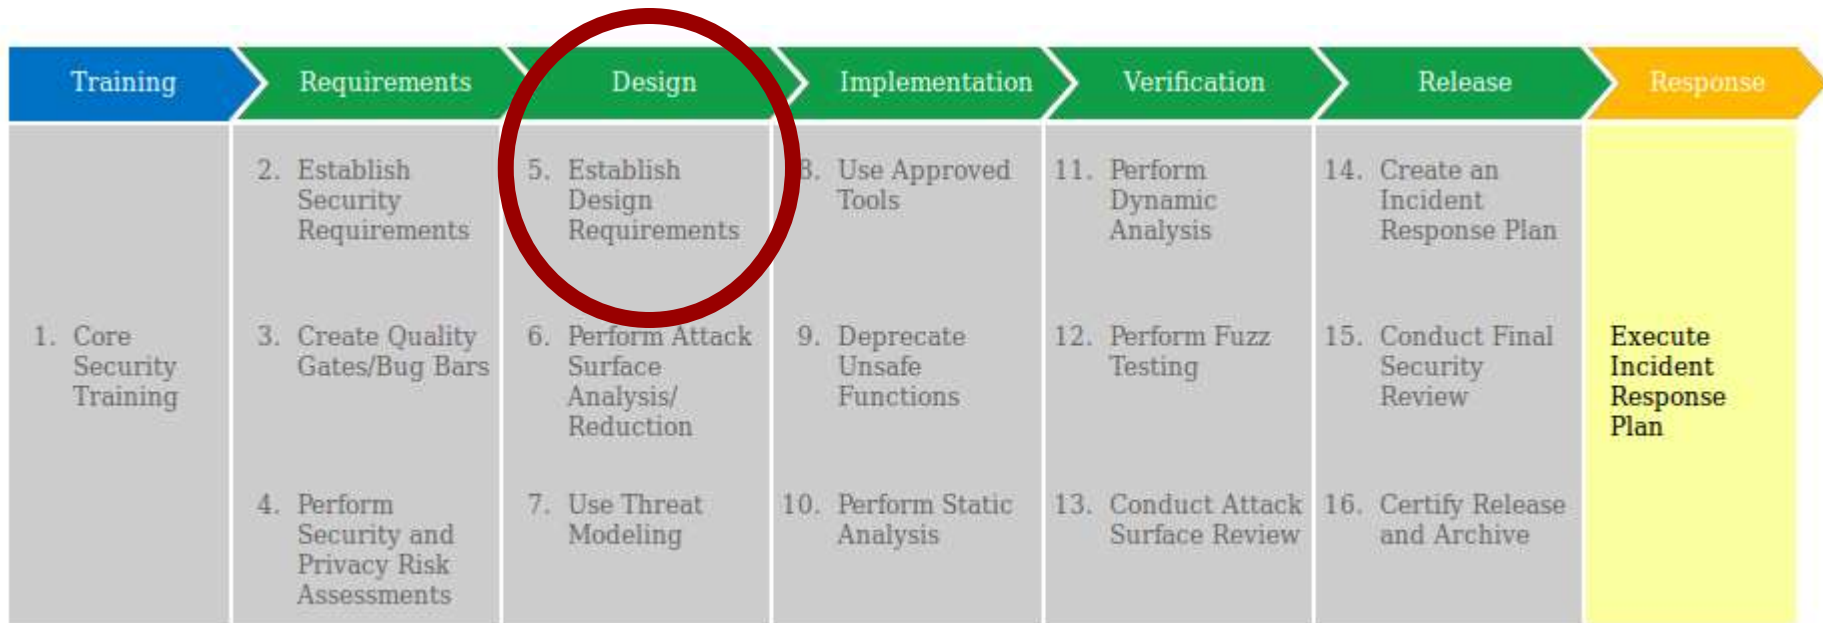 Training
Requirements
Design
Implementation
Verification
Release
Response
1. Core
Security
Training
2. Establish
Security
Requirements
3. Create Quality
Gates/Bug Bars
4. Perform
Security and
Privacy Risk
Assessments
5. Establish
Design
Requirements
6. Perform Attack
Surface
Analysis/
Reduction
7. Use Threat
Modeling
8. Use Approved
Tools
9. Deprecate
Unsafe
Functions
10. Perform Static
Analysis
11. Perform
Dynamic
Analysis
12. Perform Fuzz
Testing
13. Conduct Attack
Surface Review
14. Create an
Incident
Response Plan
15. Conduct Final
Security
Review
16. Certify Release
and Archive
Execute
Incident
Response
Plan